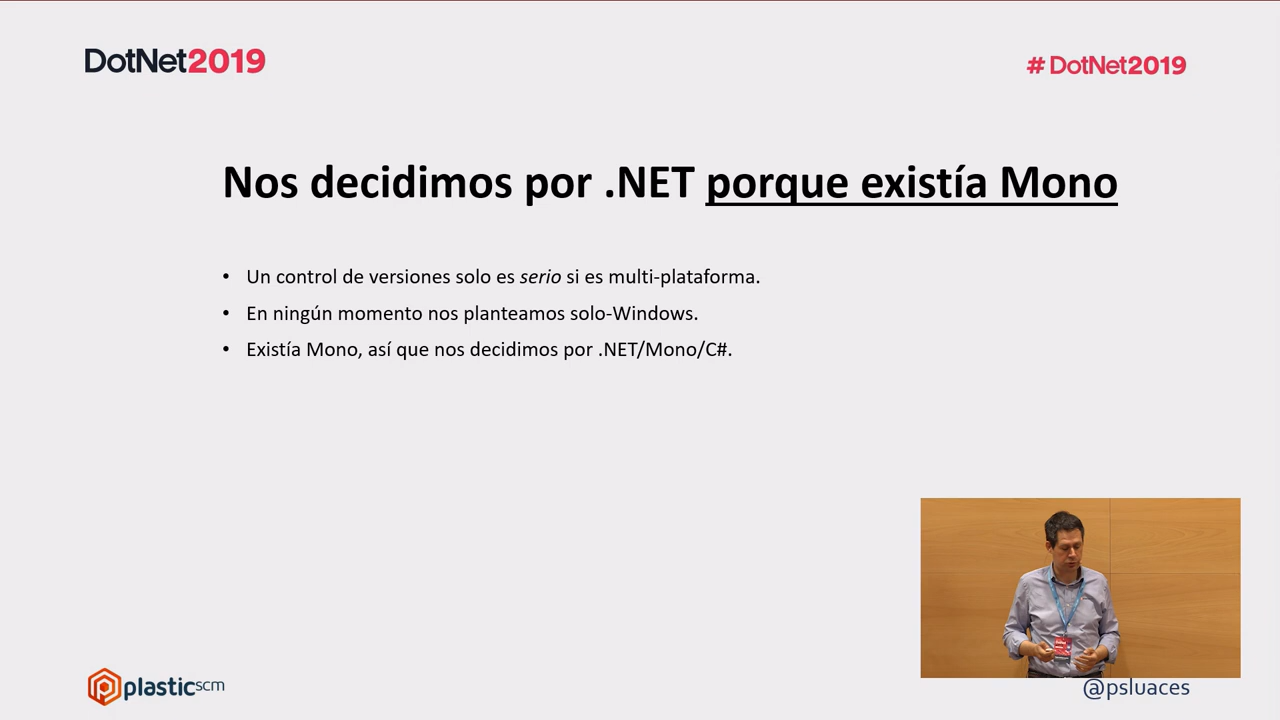 DotNet2019
# DotNet2019
Nos decidimos por .NET porque existía Mono
• Un control de versiones solo es serio si es multi-plataforma.
• En ningún momento nos planteamos solo-Windows.
• Existía Mono, así que nos decidimos por .NET/Mono/C#.
plasticscm
@psluaces